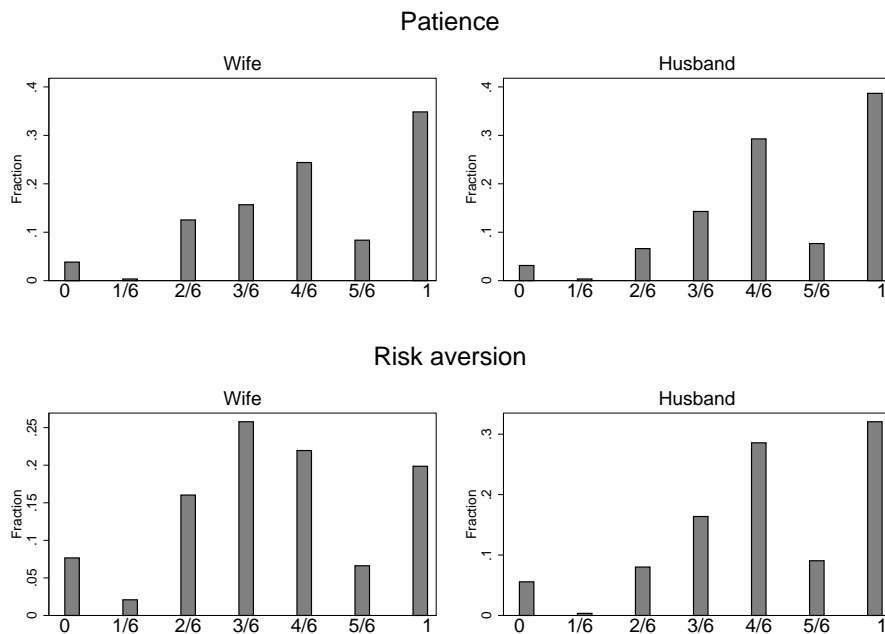 Patience
Wife
Husband
Fraction
0 .1 .2 .3 .4
0 1/6 2/6 3/6 4/6 5/6 1
Fraction
0 .1 .2 .3 .4
0 1/6 2/6 3/6 4/6 5/6 1
Risk aversion
Wife
Husband
Fraction
0 .05 .1 .15 .2 .25
0 1/6 2/6 3/6 4/6 5/6 1
Fraction
0 .1 .2 .3
0 1/6 2/6 3/6 4/6 5/6 1